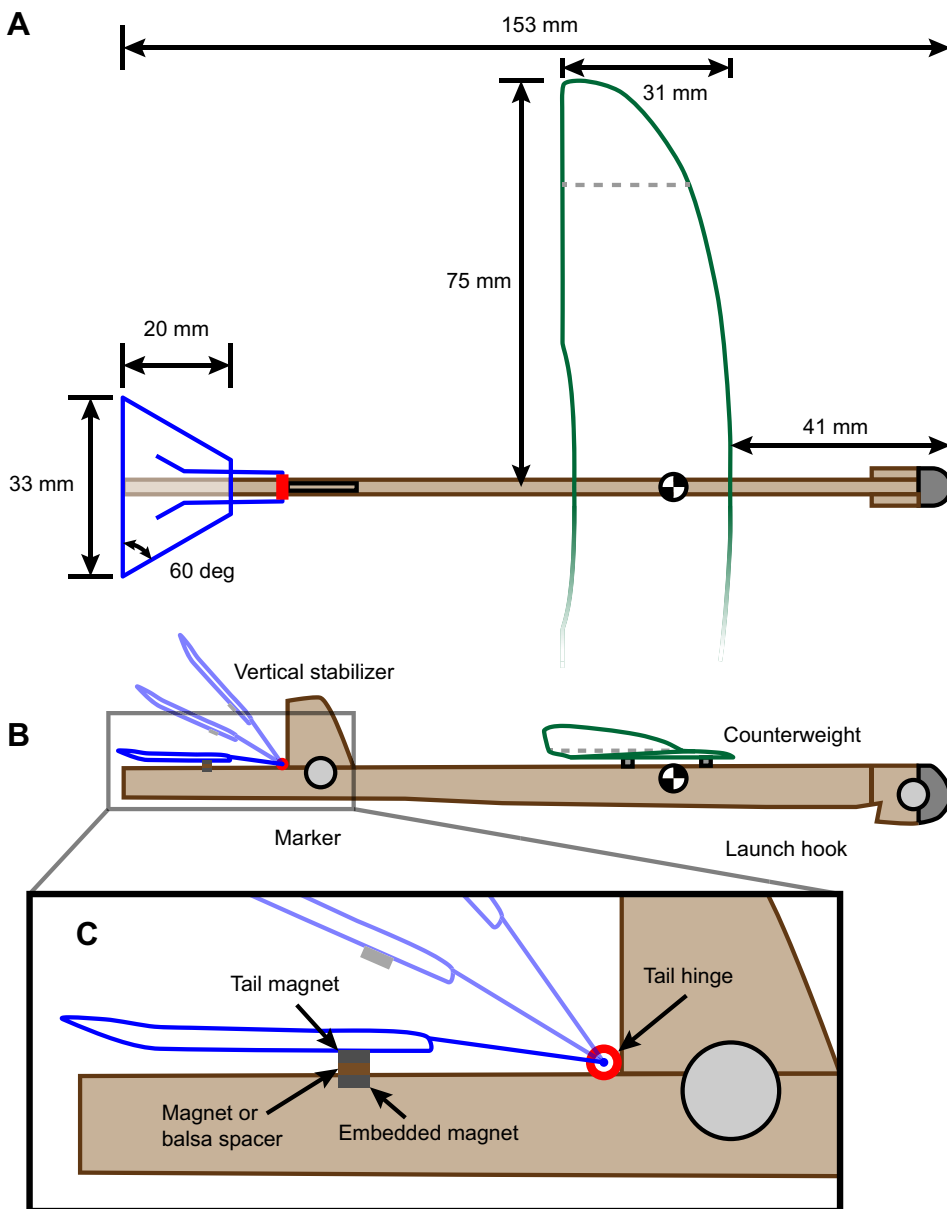 A
153 mm
31 mm
75 mm
20 mm
41 mm
33 mm
60 deg
B
Vertical stabilizer
Counterweight
Marker
Launch hook
C
Tail magnet
Tail hinge
Magnet or
balsa spacer
Embedded magnet